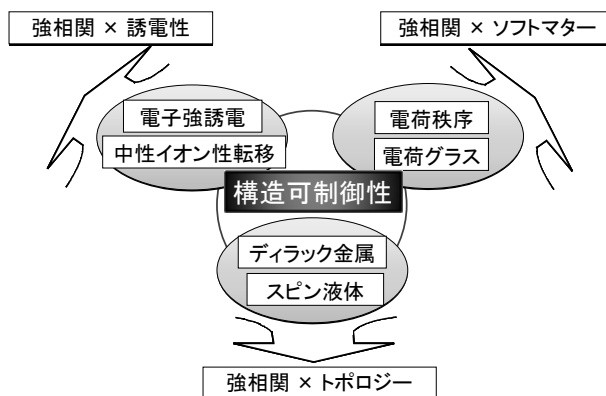 強相関 × 誘電性
強相関 × ソフトマター
電子強誘電
中性イオン性転移
電荷秩序
電荷グラス
構造可制御性
ディラック金属
スピン液体
強相関 × トポロジー